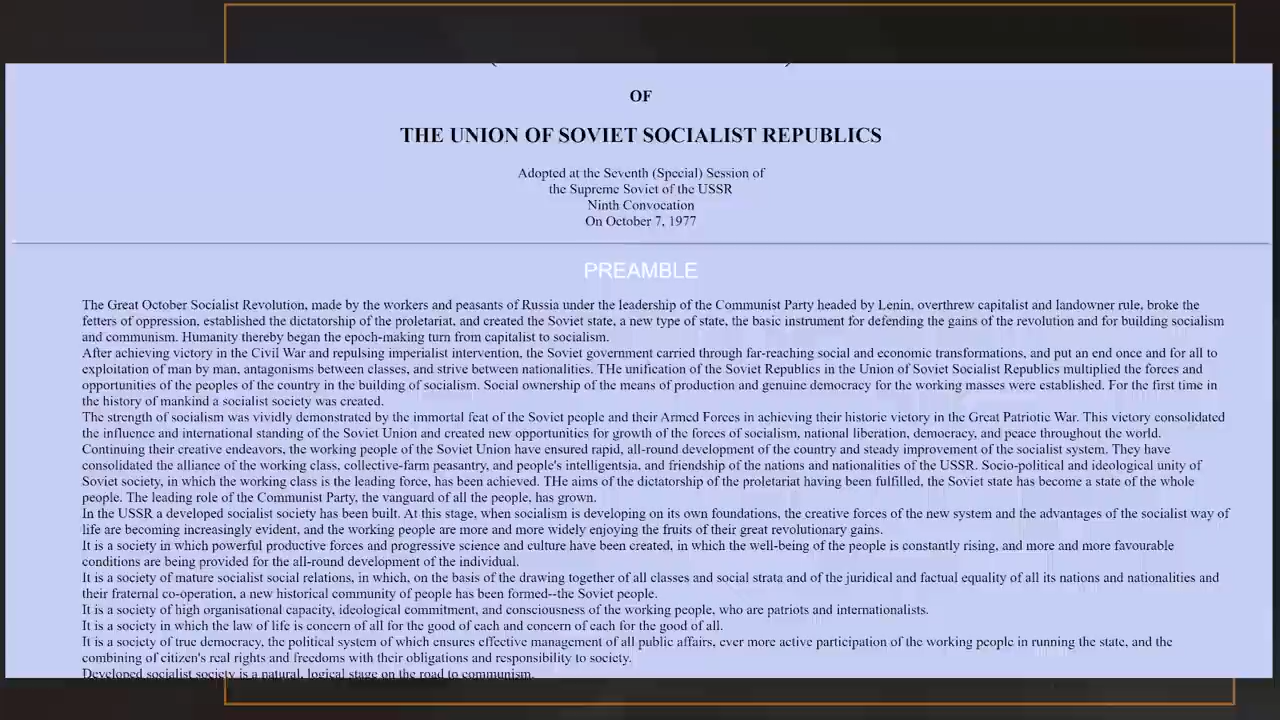 OF
THE UNION OF SOVIET SOCIALIST REPUBLICS
Adopted at the Seventh (Special) Session of
the Supreme Soviet of the USSR
Ninth Convocation
On October 7, 1977
PREAMBLE
The Great October Socialist Revolution, made by the workers and peasants of Russia under the leadership of the Communist Party headed by Lenin, overthrew capitalist and landowner rule, broke the
fetters of oppression, established the dictatorship of the proletariat, and created the Soviet state, a new type of state, the basic instrument for defending the gains of the revolution and for building socialism
and communism. Humanity thereby began the epoch-making turn from capitalist to socialism.
After achieving victory in the Civil War and repulsing imperialist intervention, the Soviet government carried through far-reaching social and economic transformations, and put an end once and for all to
exploitation of man by man, antagonisms between classes, and strive between nationalities. THe unification of the Soviet Republics in the Union of Soviet Socialist Republics multiplied the forces and
opportunities of the peoples of the country in the building of socialism. Social ownership of the means of production and genuine democracy for the working masses were established. For the first time in
the history of mankind a socialist society was created.
The strength of socialism was vividly demonstrated by the immortal feat of the Soviet people and their Armed Forces in achieving their historic victory in the Great Patriotic War. This victory consolidated
the influence and international standing of the Soviet Union and created new opportunities for growth of the forces of socialism, national liberation, democracy, and peace throughout the world.
Continuing their creative endeavors, the working people of the Soviet Union have ensured rapid, all-round development of the country and steady improvement of the socialist system. They have
consolidated the alliance of the working class, collective-farm peasantry, and people's intelligentsia, and friendship of the nations and nationalities of the USSR. Socio-political and ideological unity of
Soviet society, in which the working class is the leading force, has been achieved. THe aims of the dictatorship of the proletariat having been fulfilled, the Soviet state has become a state of the whole
people. The leading role of the Communist Party, the vanguard of all the people, has grown.
In the USSR a developed socialist society has been built. At this stage, when socialism is developing on its own foundations, the creative forces of the new system and the advantages of the socialist way of
life are becoming increasingly evident, and the working people are more and more widely enjoying the fruits of their great revolutionary gains.
It is a society in which powerful productive forces and progressive science and culture have been created, in which the well-being of the people is constantly rising, and more and more favourable
conditions are being provided for the all-round development of the individual.
It is a society of mature socialist social relations, in which, on the basis of the drawing together of all classes and social strata and of the juridical and factual equality of all its nations and nationalities and
their fraternal co-operation, a new historical community of people has been formed--the Soviet people.
It is a society of high organisational capacity, ideological commitment, and consciousness of the working people, who are patriots and internationalists.
It is a society in which the law of life is concern of all for the good of each and concern of each for the good of all.
It is a society of true democracy, the political system of which ensures effective management of all public affairs, ever more active participation of the working people in running the state, and the
combining of citizen's real rights and freedoms with their obligations and responsibility to society.
Developed socialist society is a natural, logical stage on the road to communism.